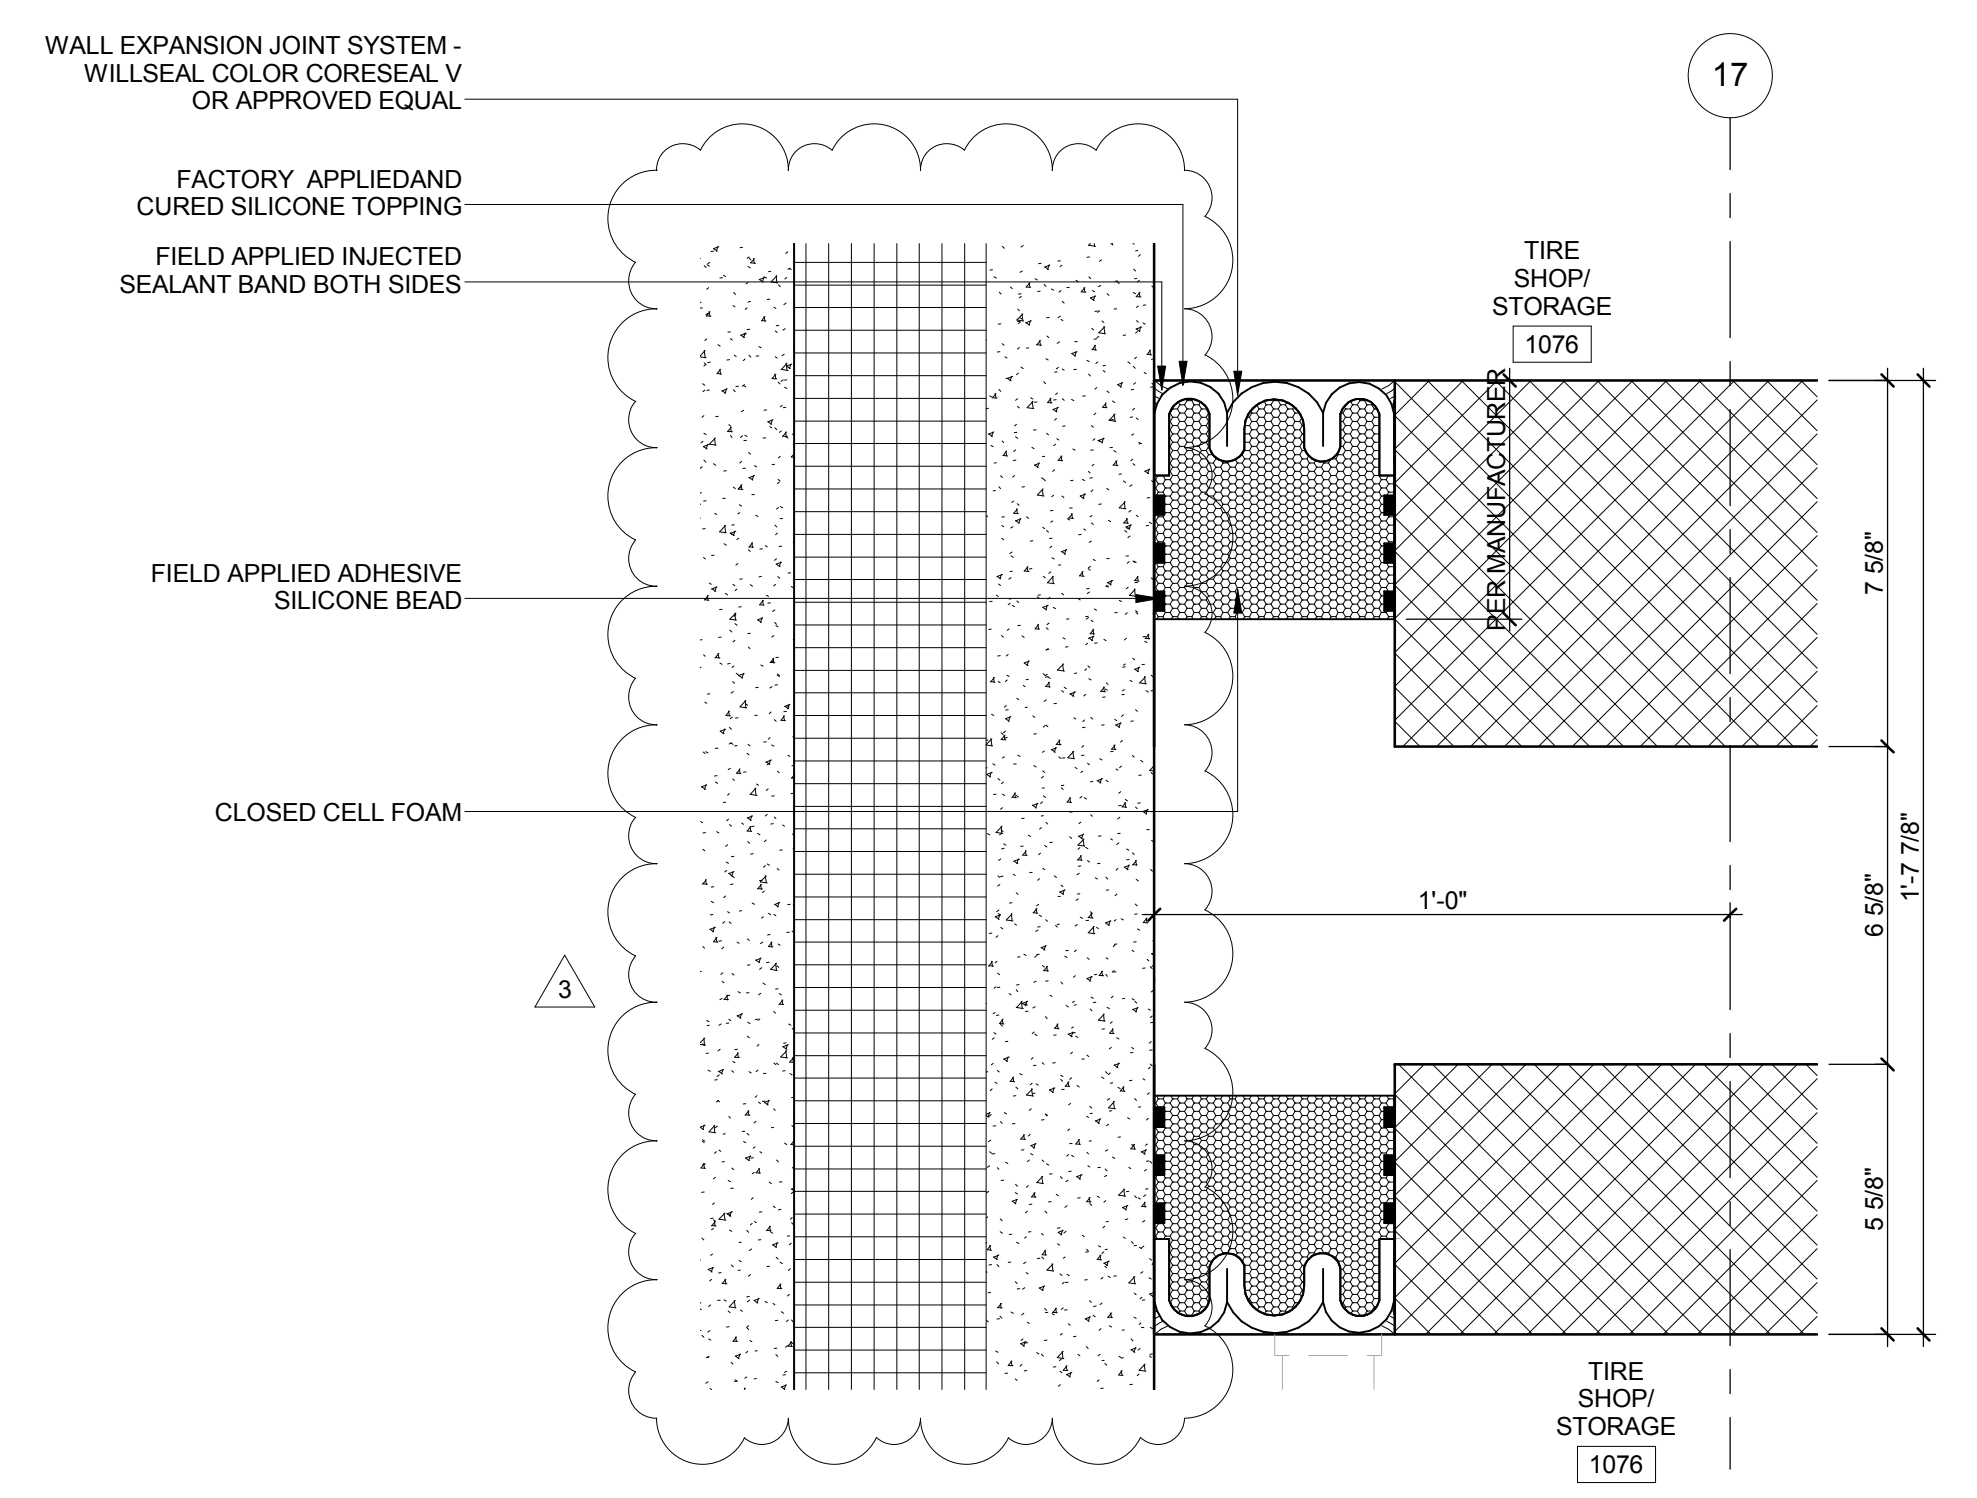 WALL EXPANSION JOINT SYSTEM -
WILLSEAL COLOR CORESEAL V
OR APPROVED EQUAL
17
FACTORY  APPLIEDAND
CURED SILICONE TOPPING
FIELD APPLIED INJECTED
SEALANT BAND BOTH SIDES
TIRE
SHOP/
STORAGE
1076
PER MANUFACTURER
FIELD APPLIED ADHESIVE
SILICONE BEAD
7 5/8"
CLOSED CELL FOAM
1'-7 7/8"
1'-0"
6 5/8"
3
5 5/8"
TIRE
SHOP/
STORAGE
1076